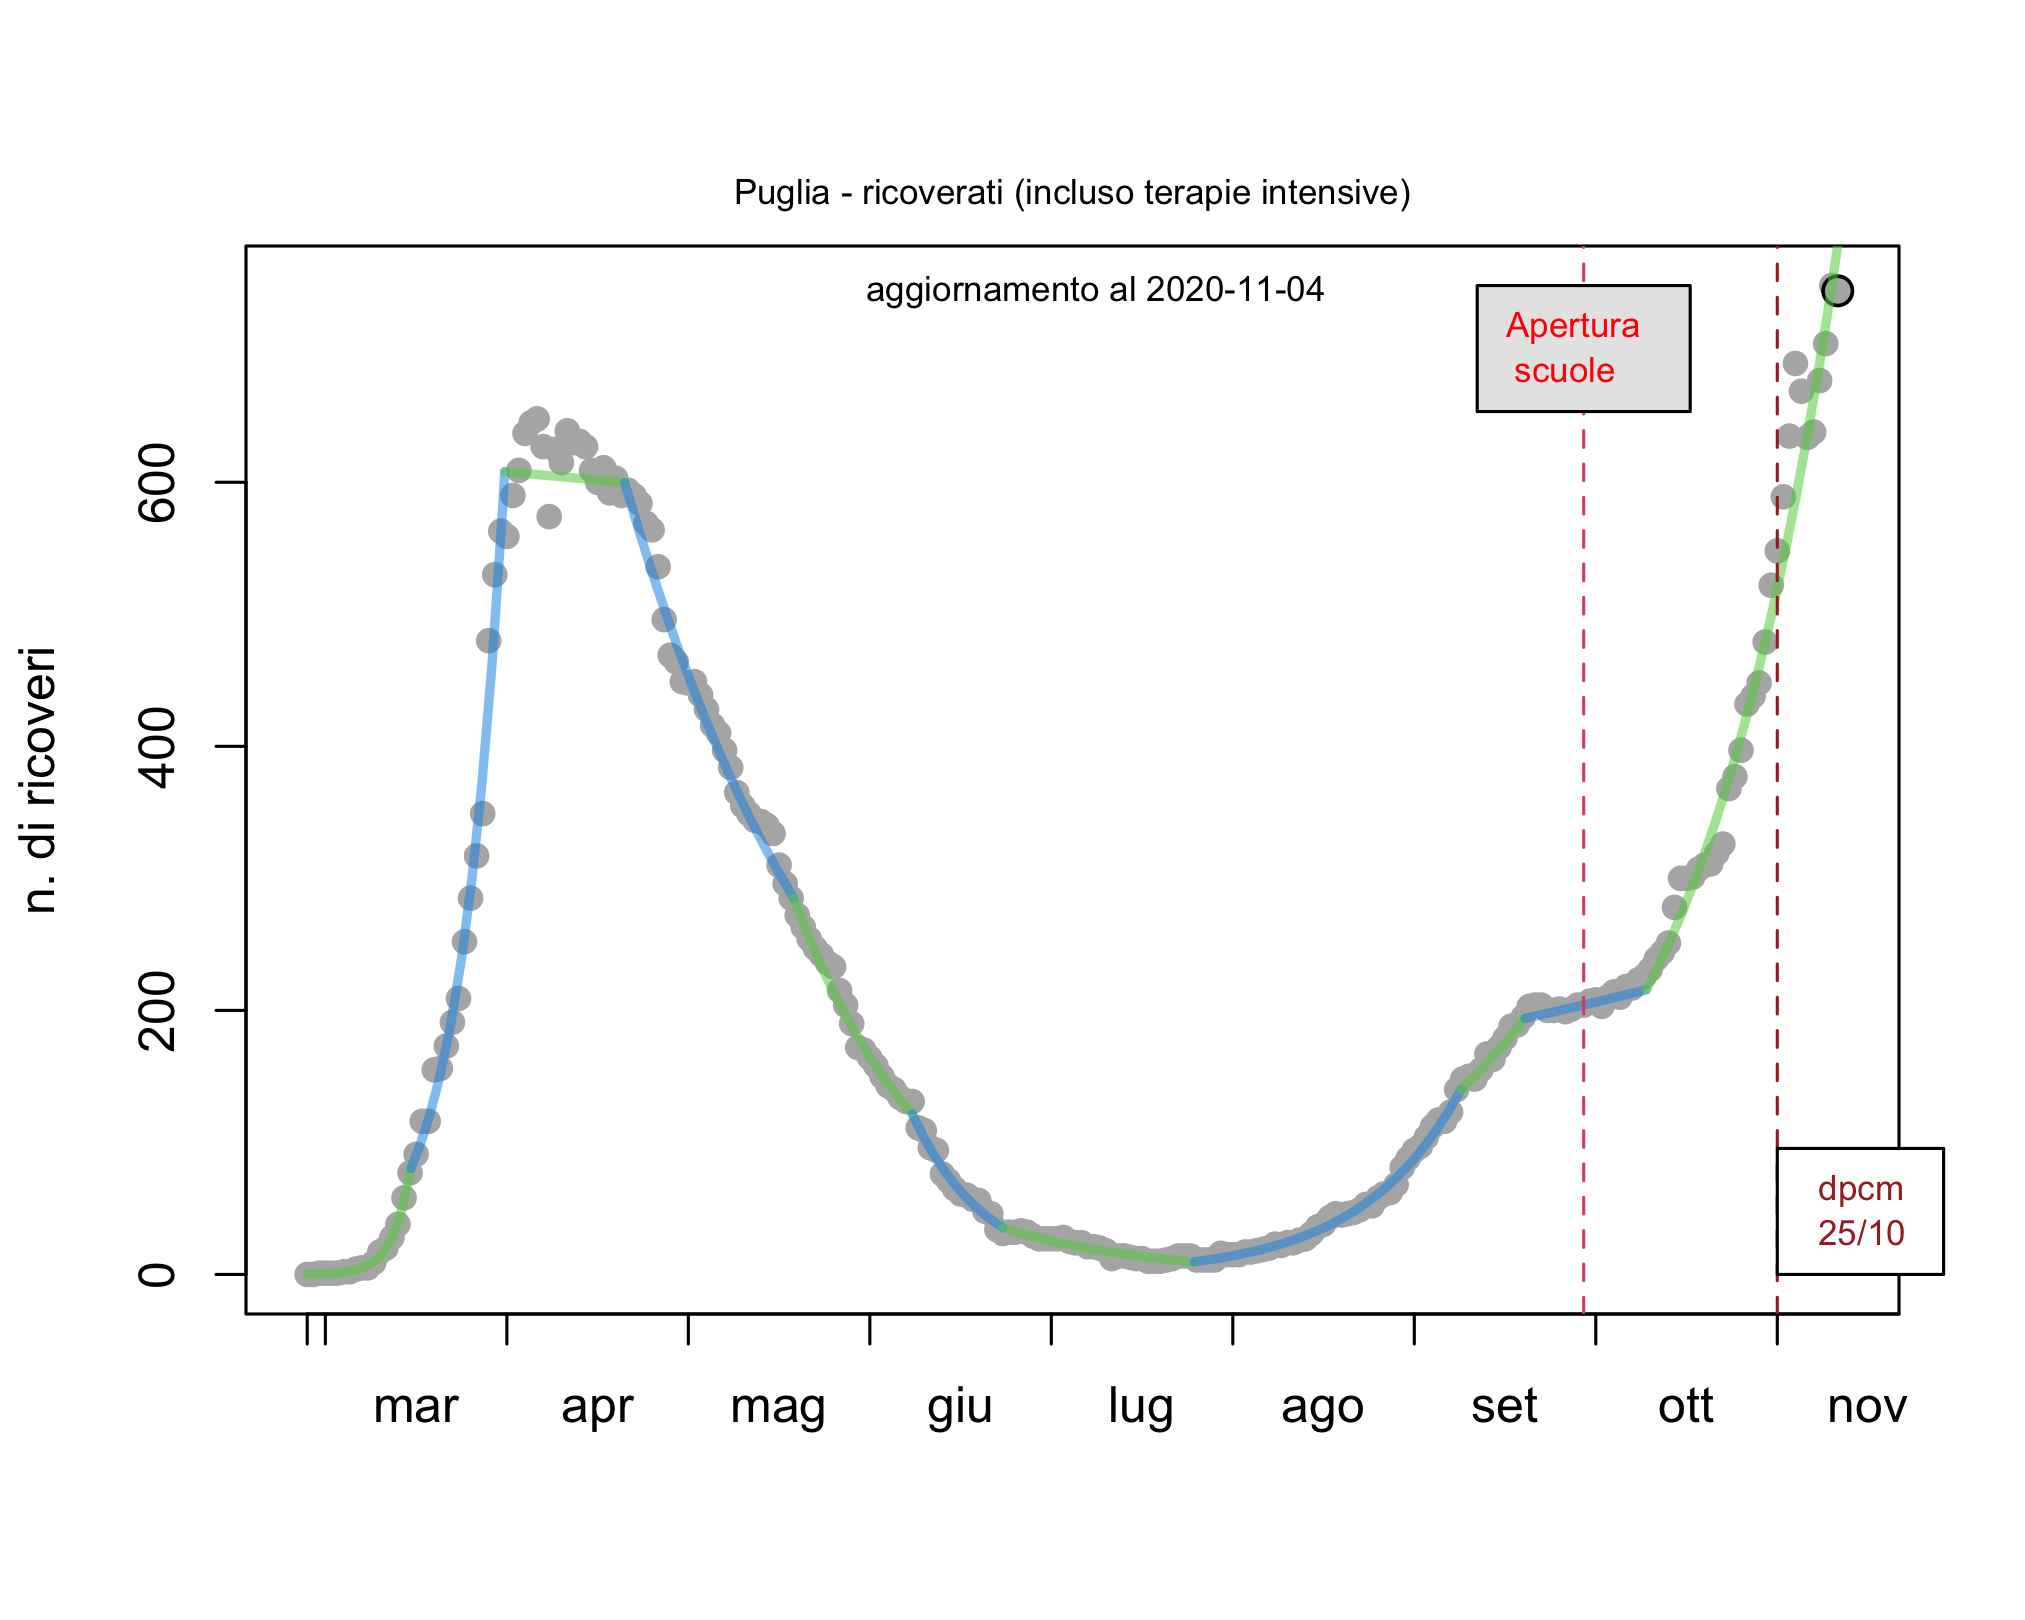 Puglia - ricoverati (incluso terapie intensive)
aggiornamento al 2020-11-04
Apertura
scuole
n. di ricoveri
600
400
200
0
dpcm
25/10
mar apr mag giu lug ago set ott nov